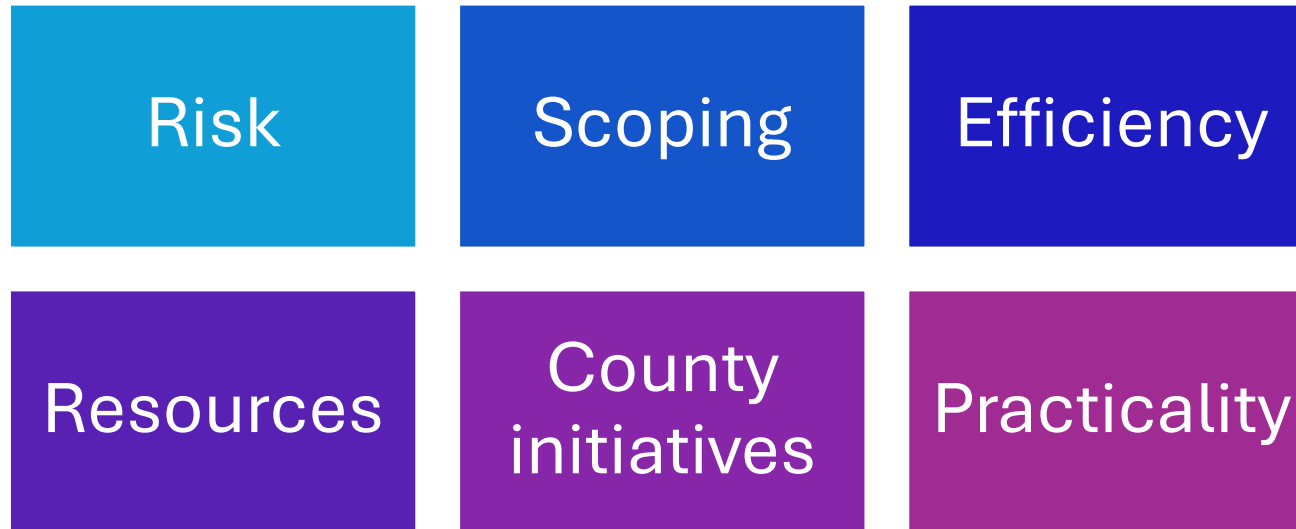 Risk
Scoping
Efficiency
Resources
County
initiatives
Practicality